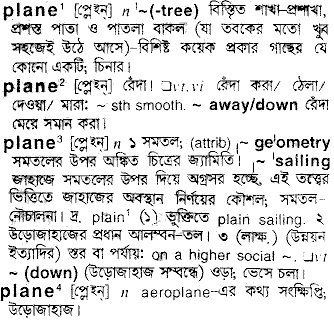 plane¹ [প্লেইন্] n ~(-tree) বিস্তৃত শাখা-প্রশাখা,
প্রশস্ত পাতা ও পাতলা বাকল (যা তবকের মতো খুব
সহজেই উঠে আসে)-বিশিষ্ট কয়েক প্রকার গাছের যে
কোনো একটি; চিনার।
plane² [প্লেইন্] রেঁদা। □vt,vi রেঁদা করা/ ঠেলা/
দেওয়া/ মারা: ~ sth smooth. ~ away/down রেঁদা
মেরে সমান করা।
plane³ [প্লেইন্] n ১ সমতল; (attrib) ˌ~ geˈometry
সমতলের উপর অঙ্কিত চিত্রের জ্যামিতি। ˌ~ ˈsailing
জাহাজে সমতলের উপর দিয়ে অগ্রসর হচ্ছে, এই তত্ত্বের
ভিত্তিতে জাহাজের অবস্থান নির্ণয়ের কৌশল; সমতল-
নৌচালনা। দ্র. plain¹ (১) ভুক্তিতে plain sailing. ২
উড়োজাহাজের প্রধান আলম্বন-তল। ৩ (লাক্ষ.) (উন্নয়ন
ইত্যাদির) স্তর বা পর্যায়: on a higher social ~. □vi
~ (down) (উড়োজাহাজ সম্বন্ধে) ওড়া; ভেসে চলা।
plane⁴ [প্লেইন্] n aeroplane-এর কথ্য সংক্ষিপ্তি;
উড়োজাহাজ।